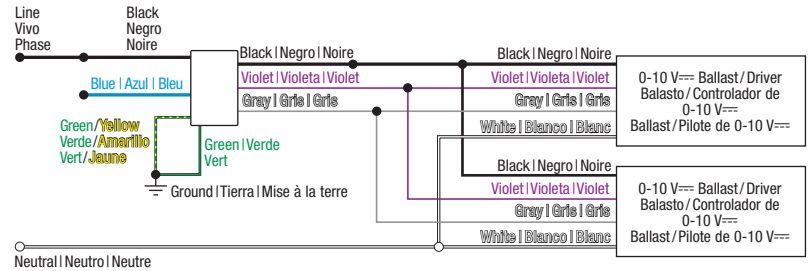 Line
Vivo
Phase
Black
Negro
Noire
Black | Negro | Noire
Blue | Azul | Bleu
Violet | Violeta | Violet
Gray | Gris | Gris
Green/Yellow
Verde/Amarillo
Vert/Jaune
Green | Verde
Vert
Ground | Tierra | Mise à la terre
Black | Negro | Noire
Violet | Violeta | Violet
Gray | Gris | Gris
White | Blanco | Blanc
0-10 V⎓ Ballast / Driver
Balasto / Controlador de
0-10 V⎓
Ballast / Pilote de 0-10 V⎓
Black | Negro | Noire
Violet | Violeta | Violet
Gray | Gris | Gris
White | Blanco | Blanc
0-10 V⎓ Ballast / Driver
Balasto / Controlador de
0-10 V⎓
Ballast / Pilote de 0-10 V⎓
Neutral | Neutro | Neutre